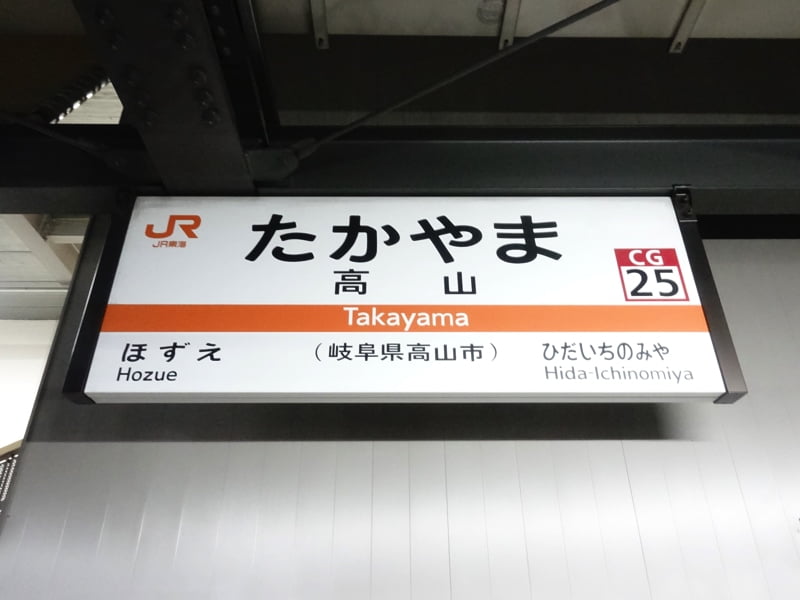 JR
JR東海
たかやま
高山
CG
25
Takayama
ほずえ
Hozue
(岐阜県高山市)
ひだいちのみや
Hida-Ichinomiya